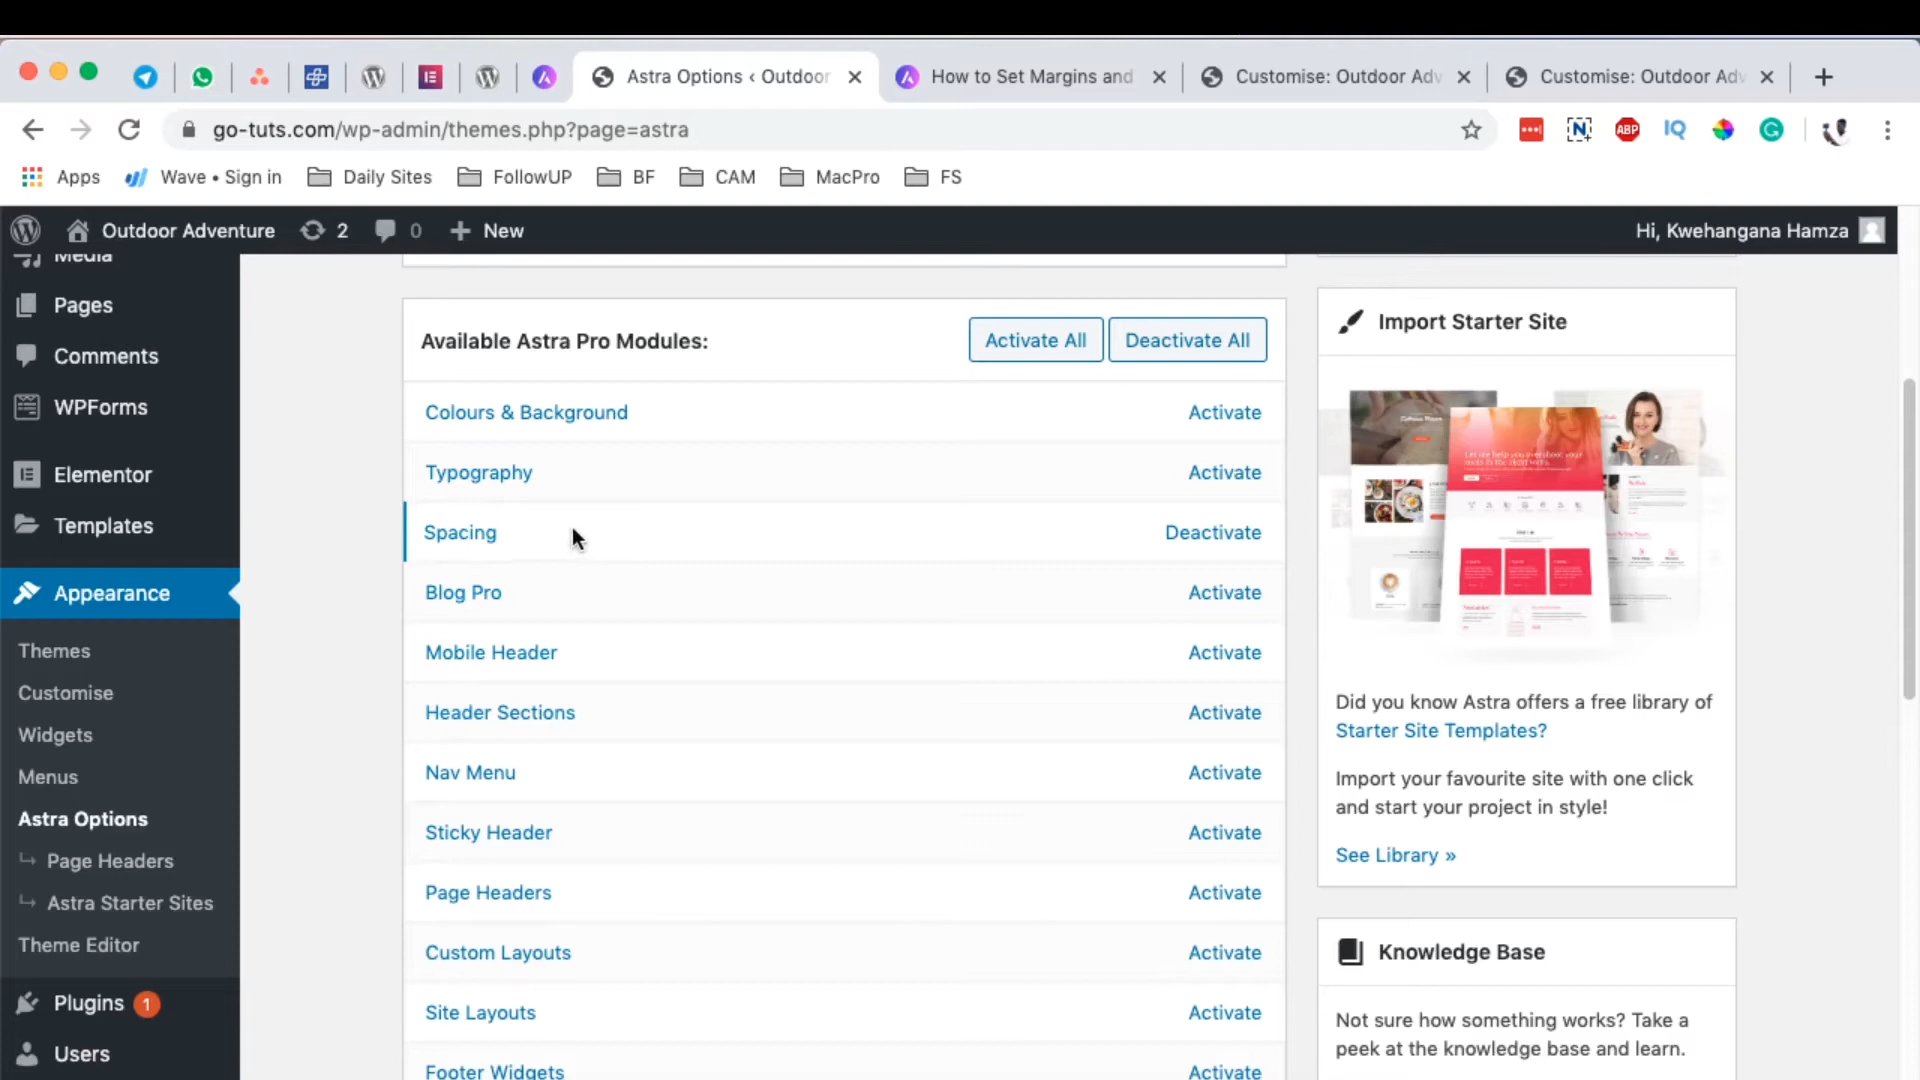 Astra Options ‹ Outdoor
How to Set Margins and
Customise: Outdoor Adv
Customise: Outdoor Adv
go-tuts.com/wp-admin/themes.php?page=astra
ABP
IQ
Apps
Wave • Sign in
Daily Sites
FollowUP
BF
CAM
MacPro
FS
Outdoor Adventure
2
0
New
Hi, Kwehangana Hamza
Media
Pages
Comments
WPForms
Elementor
Templates
Appearance
Themes
Customise
Widgets
Menus
Astra Options
Page Headers
Astra Starter Sites
Theme Editor
Plugins 1
Users
Available Astra Pro Modules:
Activate All
Deactivate All
Colours & Background Activate
Typography Activate
Spacing Deactivate
Blog Pro Activate
Mobile Header Activate
Header Sections Activate
Nav Menu Activate
Sticky Header Activate
Page Headers Activate
Custom Layouts Activate
Site Layouts Activate
Footer Widgets Activate
Import Starter Site
Did you know Astra offers a free library of
Starter Site Templates?
Import your favourite site with one click
and start your project in style!
See Library »
Knowledge Base
Not sure how something works? Take a
peek at the knowledge base and learn.